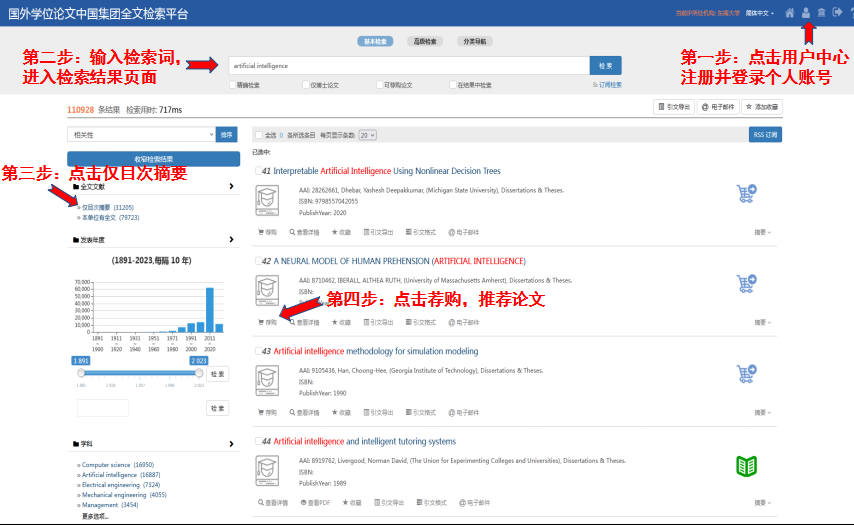 国外学位论文中国集团全文检索平台
当前IP所处机构: 东南大学 简体中文
基本检索 高级检索 分类导航
第二步：输入检索词，
进入检索结果页面
第一步：点击用户中心
注册并登录个人账号
artificial intelligence 检 索
精确检索 仅博士论文 可荐购论文 在结果中检索 订阅检索
110928 条结果 检索用时: 717ms
引文导出 电子邮件 添加收藏
相关性 排序
全选 0 条所选条目 每页显示条数: 20 RSS 订阅
收窄检索结果
已选中:
第三步：点击仅目次摘要
全文文献
» 仅目次摘要 (31205)
» 本单位有全文 (79723)
发表年度
(1891-2023,每隔 10 年)
70,000
60,000
50,000
40,000
30,000
20,000
10,000
0
1891 1911 1931 1951 1971 1991 2011
~ ~ ~ ~ ~ ~ ~
1900 1920 1940 1960 1980 2000 2020
1 891 2 023
检 索
检 索
学科
» Computer science (16950)
» Artificial intelligence (16887)
» Electrical engineering (7324)
» Mechanical engineering (4055)
» Management (3454)
更多选项...
41 Interpretable Artificial Intelligence Using Nonlinear Decision Trees
AAI: 28262661, Dhebar, Yashesh Deepakkumar, (Michigan State University), Dissertations & Theses.
ISBN: 9798557042055
PublishYear: 2020
荐购 查看详情 收藏 引文导出 引文格式 电子邮件 摘要
42 A NEURAL MODEL OF HUMAN PREHENSION (ARTIFICIAL INTELLIGENCE)
AAI: 8710462, IBERALL, ALTHEA RUTH, (University of Massachusetts Amherst), Dissertations & Theses.
ISBN:
第四步：点击荐购，推荐论文
荐购 查看详情 收藏 引文导出 引文格式 电子邮件 摘要
43 Artificial intelligence methodology for simulation modeling
AAI: 9105436, Han, Choong-Hee, (Georgia Institute of Technology), Dissertations & Theses.
ISBN:
PublishYear: 1990
荐购 查看详情 收藏 引文导出 引文格式 电子邮件 摘要
44 Artificial intelligence and intelligent tutoring systems
AAI: 8919762, Livergood, Norman David, (The Union for Experimenting Colleges and Universities), Dissertations & Theses.
ISBN:
PublishYear: 1989
查看详情 查看PDF 收藏 引文导出 引文格式 电子邮件 摘要